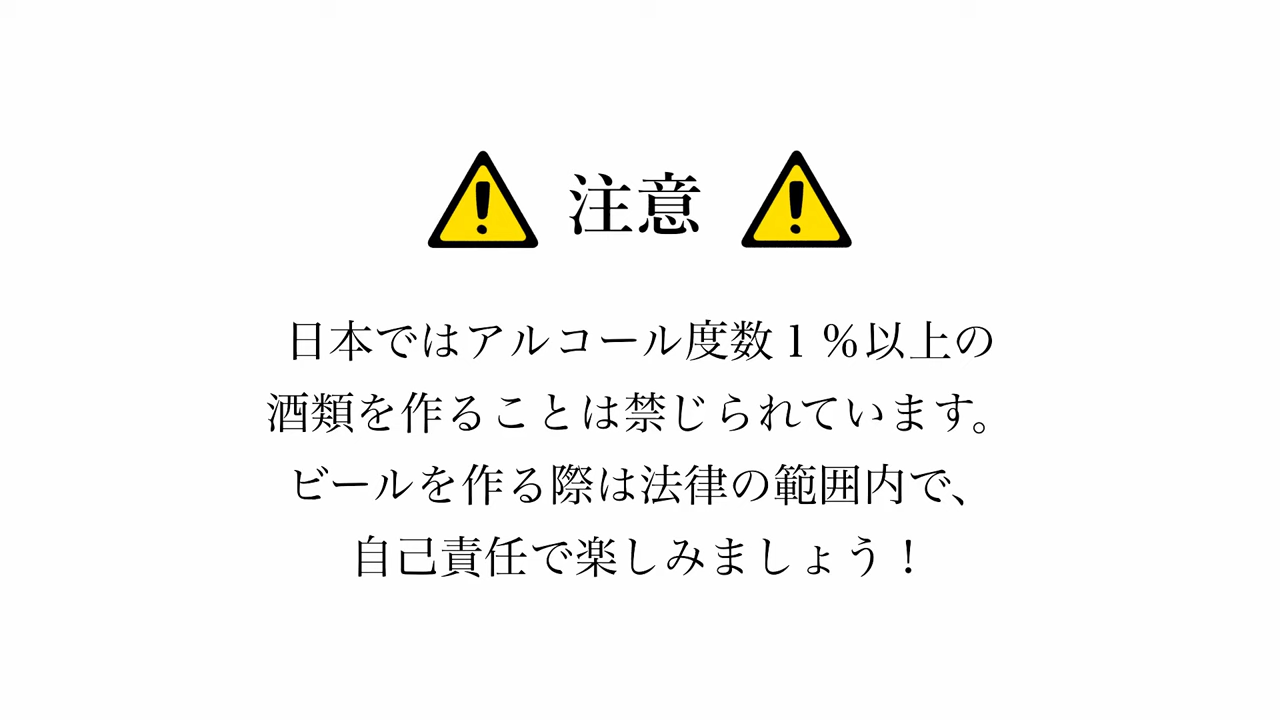 注意
日本ではアルコール度数１％以上の
酒類を作ることは禁じられています。
ビールを作る際は法律の範囲内で、
自己責任で楽しみましょう！